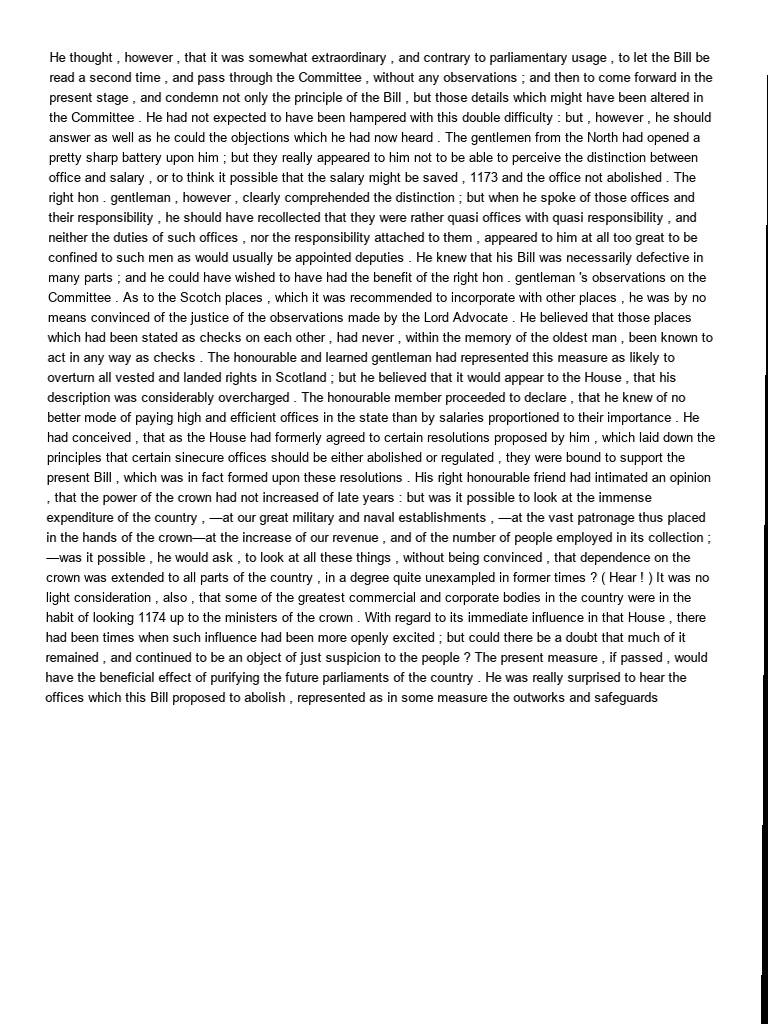 He thought , however , that it was somewhat extraordinary , and contrary to parliamentary usage , to let the Bill be
read a second time , and pass through the Committee , without any observations ; and then to come forward in the
present stage , and condemn not only the principle of the Bill , but those details which might have been altered in
the Committee . He had not expected to have been hampered with this double difficulty : but , however , he should
answer as well as he could the objections which he had now heard . The gentlemen from the North had opened a
pretty sharp battery upon him ; but they really appeared to him not to be able to perceive the distinction between
office and salary , or to think it possible that the salary might be saved , 1173 and the office not abolished . The
right hon . gentleman , however , clearly comprehended the distinction ; but when he spoke of those offices and
their responsibility , he should have recollected that they were rather quasi offices with quasi responsibility , and
neither the duties of such offices , nor the responsibility attached to them , appeared to him at all too great to be
confined to such men as would usually be appointed deputies . He knew that his Bill was necessarily defective in
many parts ; and he could have wished to have had the benefit of the right hon . gentleman 's observations on the
Committee . As to the Scotch places , which it was recommended to incorporate with other places , he was by no
means convinced of the justice of the observations made by the Lord Advocate . He believed that those places
which had been stated as checks on each other , had never , within the memory of the oldest man , been known to
act in any way as checks . The honourable and learned gentleman had represented this measure as likely to
overturn all vested and landed rights in Scotland ; but he believed that it would appear to the House , that his
description was considerably overcharged . The honourable member proceeded to declare , that he knew of no
better mode of paying high and efficient offices in the state than by salaries proportioned to their importance . He
had conceived , that as the House had formerly agreed to certain resolutions proposed by him , which laid down the
principles that certain sinecure offices should be either abolished or regulated , they were bound to support the
present Bill , which was in fact formed upon these resolutions . His right honourable friend had intimated an opinion
, that the power of the crown had not increased of late years : but was it possible to look at the immense
expenditure of the country , —at our great military and naval establishments , —at the vast patronage thus placed
in the hands of the crown—at the increase of our revenue , and of the number of people employed in its collection ;
—was it possible , he would ask , to look at all these things , without being convinced , that dependence on the
crown was extended to all parts of the country , in a degree quite unexampled in former times ? ( Hear ! ) It was no
light consideration , also , that some of the greatest commercial and corporate bodies in the country were in the
habit of looking 1174 up to the ministers of the crown . With regard to its immediate influence in that House , there
had been times when such influence had been more openly excited ; but could there be a doubt that much of it
remained , and continued to be an object of just suspicion to the people ? The present measure , if passed , would
have the beneficial effect of purifying the future parliaments of the country . He was really surprised to hear the
offices which this Bill proposed to abolish , represented as in some measure the outworks and safeguards